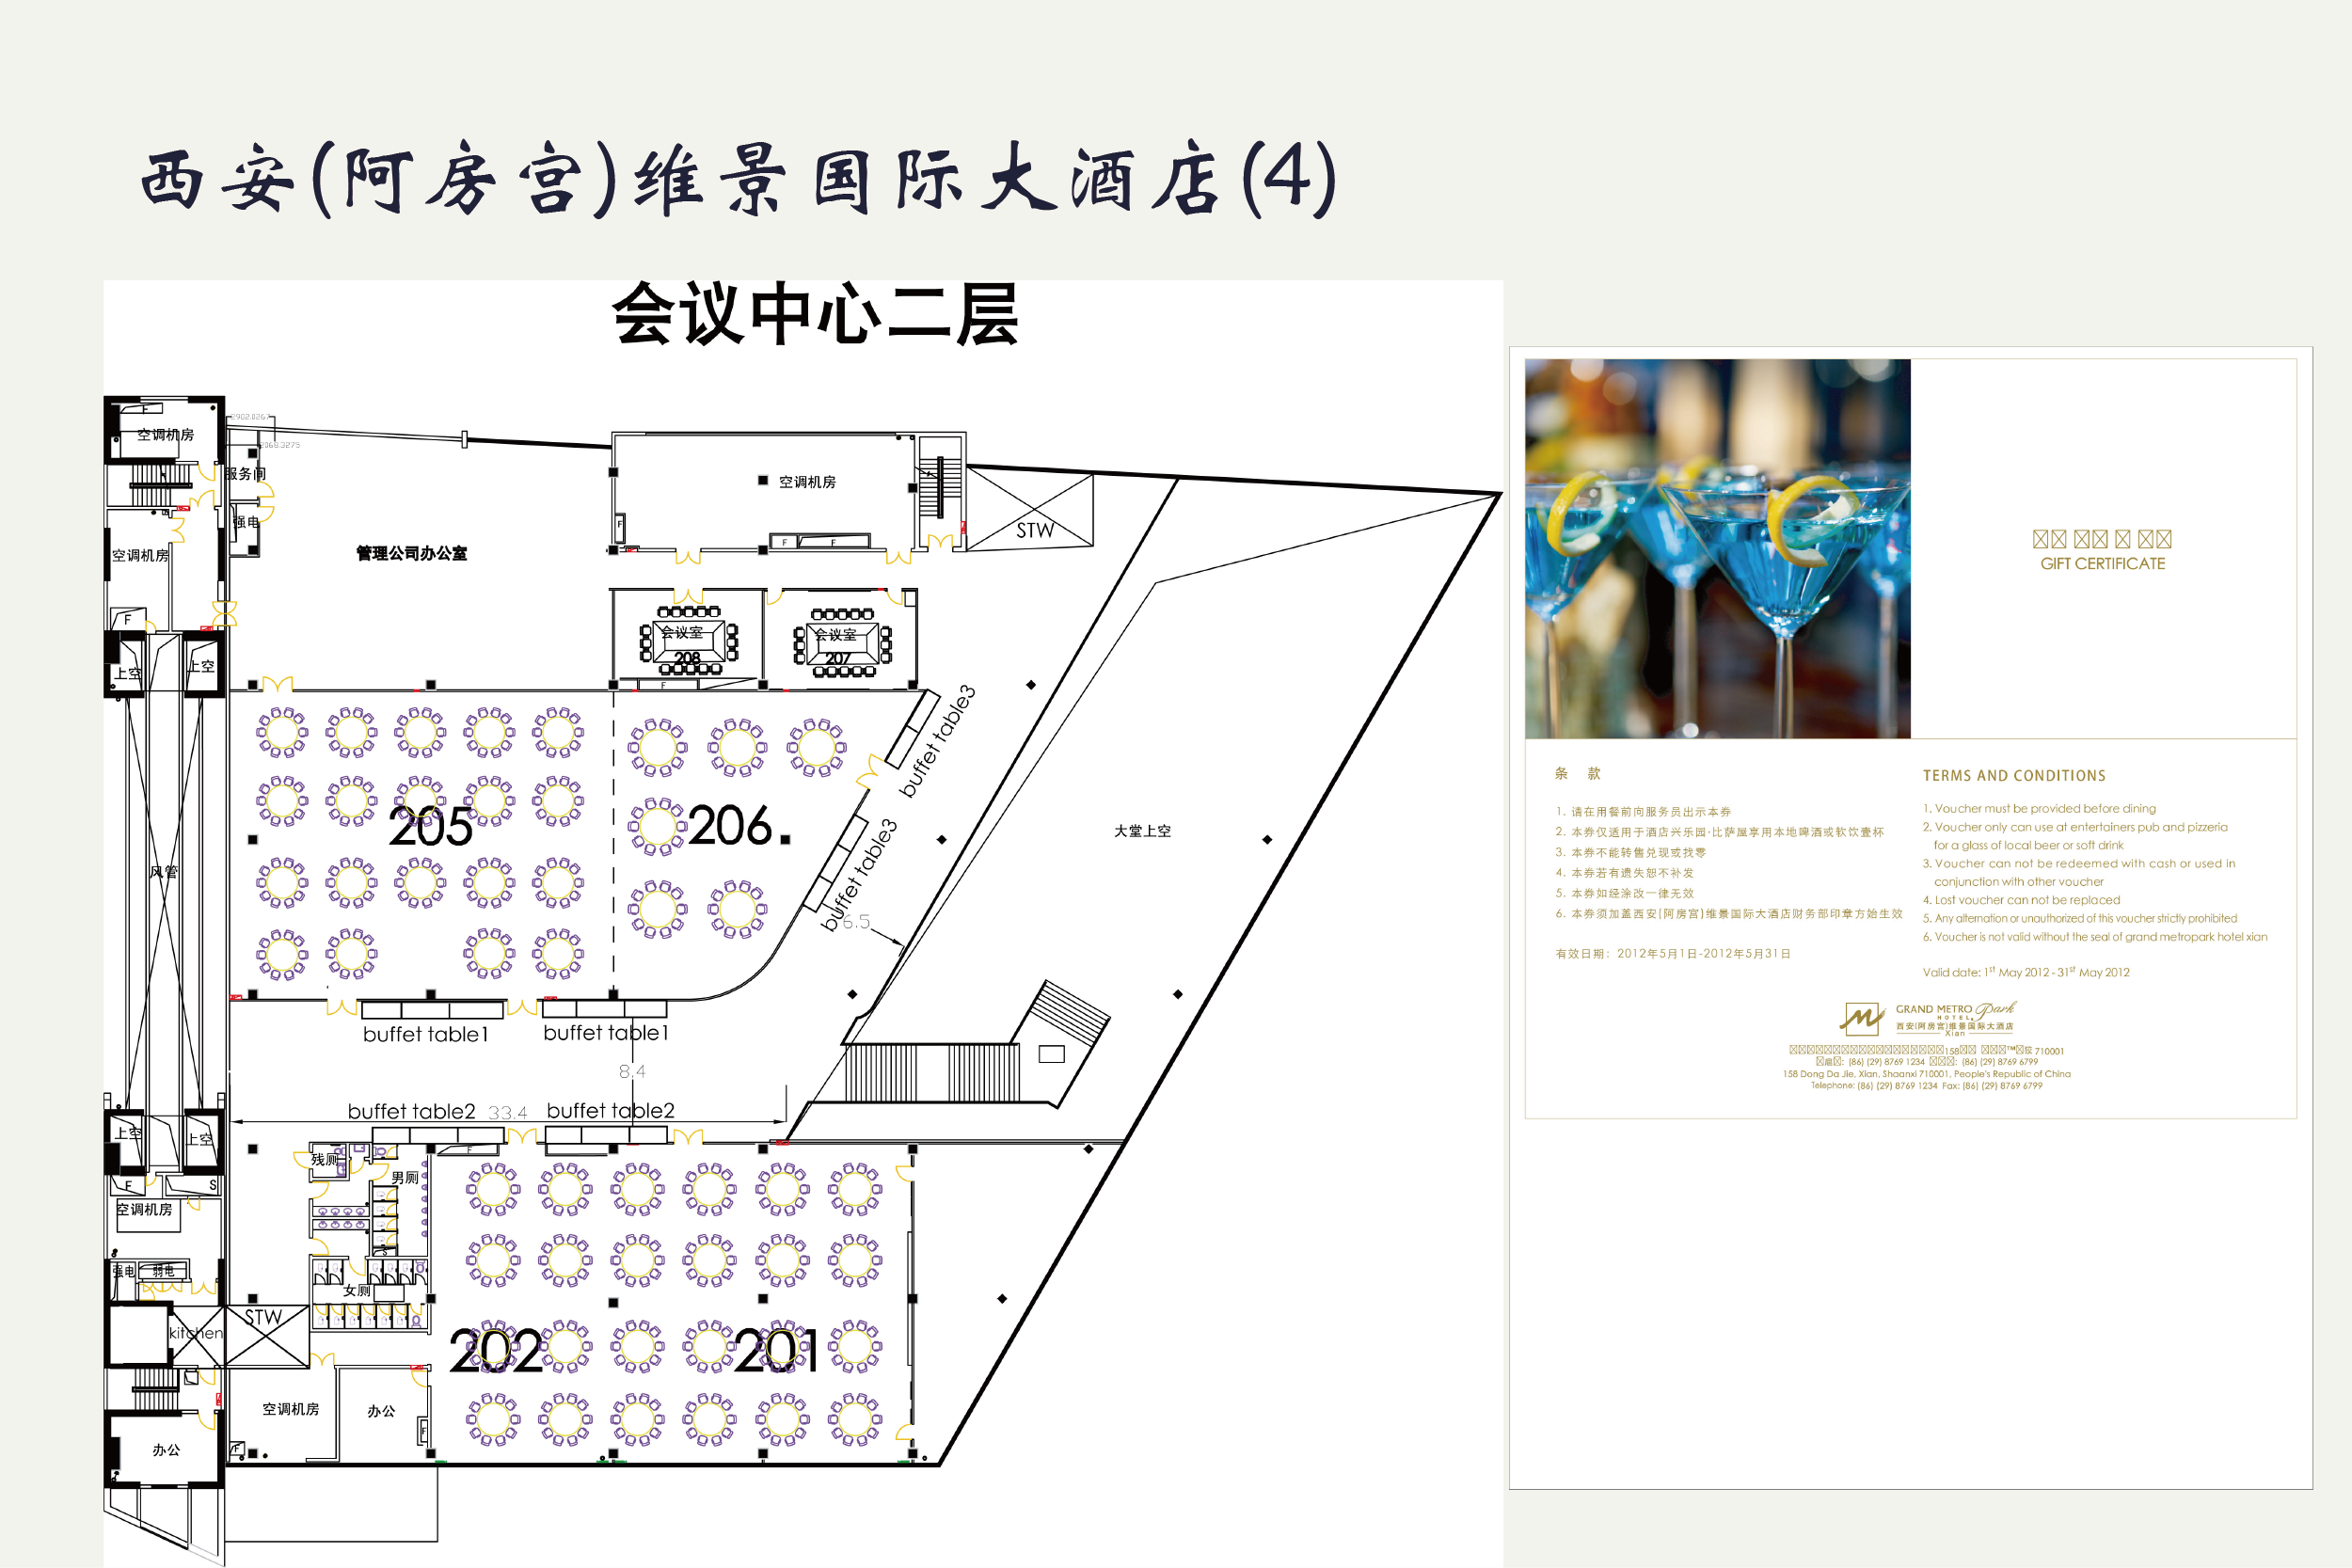 西安(阿房宫)维景国际大酒店(4)
会议中心二层
空调机房
F
2902.0267
2068.3275
服务间
强电
空调机房
F
管理公司办公室
空调机房
F
F
F
STW
上空
上空
会议室
208
会议室
207
F
buffet table3
buffet table3
205
206.
大堂上空
风管
6.5
buffet table1
buffet table1
8.4
buffet table2
33.4
buffet table2
上空
上空
F
S
残厕
男厕
F
空调机房
强电
弱电
女厕
S
kitchen
STW
202
201
空调机房
办公
F
F
办公
GIFT CERTIFICATE
条 款
1. 请在用餐前向服务员出示本券
2. 本券仅适用于酒店兴乐园·比萨屋享用本地啤酒或软饮壹杯
3. 本券不能转售兑现或找零
4. 本券若有遗失恕不补发
5. 本券如经涂改一律无效
6. 本券须加盖西安(阿房宫)维景国际大酒店财务部印章方始生效
有效日期：2012年5月1日-2012年5月31日
TERMS AND CONDITIONS
1. Voucher must be provided before dining
2. Voucher only can use at entertainers pub and pizzeria
for a glass of local beer or soft drink
3. Voucher can not be redeemed with cash or used in
conjunction with other voucher
4. Lost voucher can not be replaced
5. Any alternation or unauthorized of this voucher strictly prohibited
6. Voucher is not valid without the seal of grand metropark hotel xian
Valid date: 1st May 2012 - 31st May 2012
GRAND METRO Park
HOTEL
西安(阿房宫)维景国际大酒店
Xian
158 ™ 710001
: (86) (29) 8769 1234 : (86) (29) 8769 6799
158 Dong Da Jie, Xian, Shaanxi 710001, People's Republic of China
Telephone: (86) (29) 8769 1234 Fax: (86) (29) 8769 6799